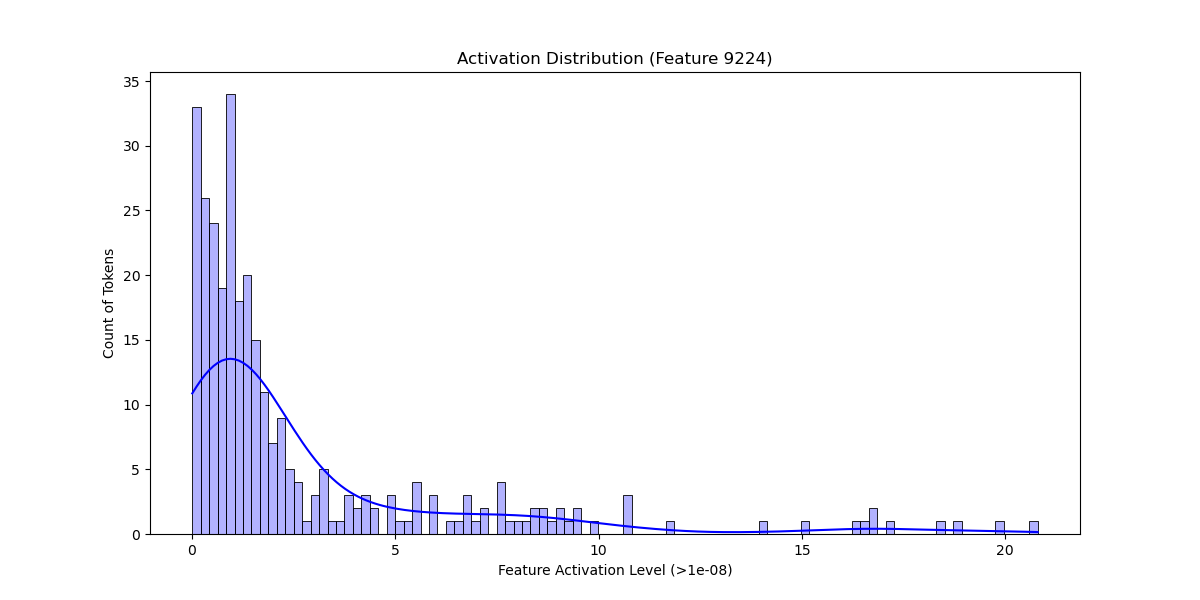 Activation Distribution (Feature 9224)
35
30
25
20
15
10
5
0
Count of Tokens
0 5 10 15 20
Feature Activation Level (>1e-08)